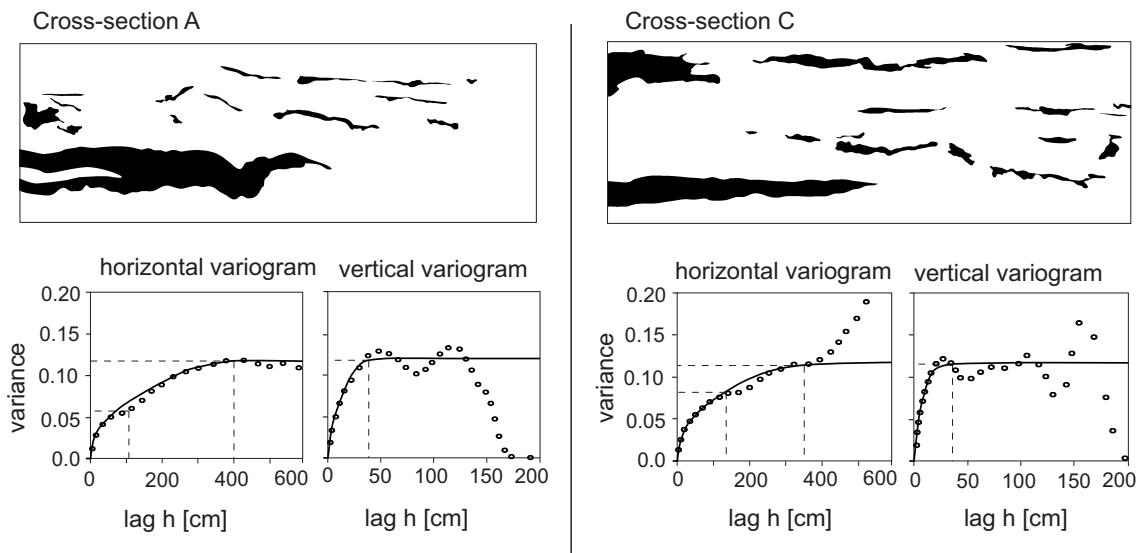 Cross-section A
horizontal variogram
vertical variogram
variance
0.20
0.15
0.10
0.05
0.0
0 200 400 600
0 50 100 150 200
lag h [cm]
lag h [cm]
Cross-section C
horizontal variogram
vertical variogram
variance
0.20
0.15
0.10
0.05
0.0
0 200 400 600
0 50 100 150 200
lag h [cm]
lag h [cm]